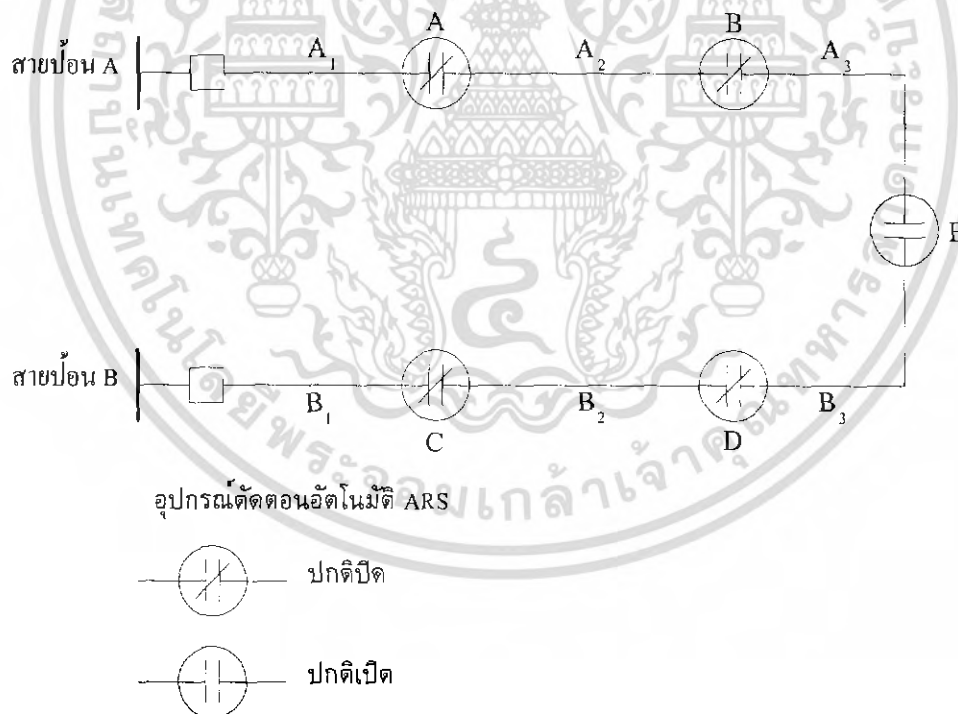 A B
สายป้อน A A₁ A₂ A₃
E
สายป้อน B B₁ B₂ B₃
C D
อุปกรณ์ตัดตอนอัตโนมัติ ARS
ปกติปิด
ปกติเปิด